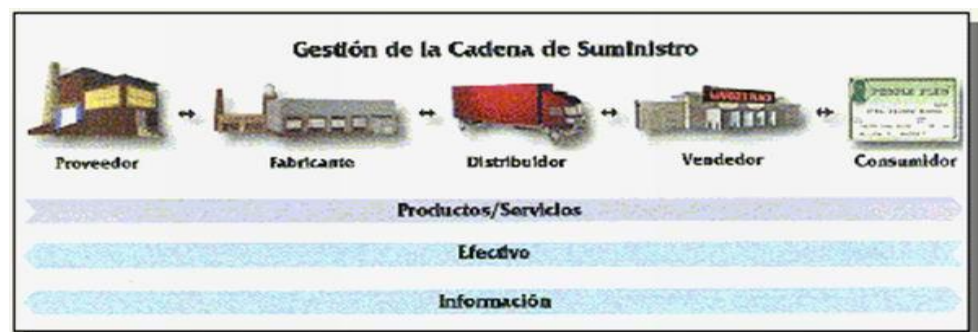 Gestión de la Cadena de Suministro
Proveedor
Fabricante
Distribuidor
Vendedor
Consumidor
Productos/Servicios
Efectivo
Información